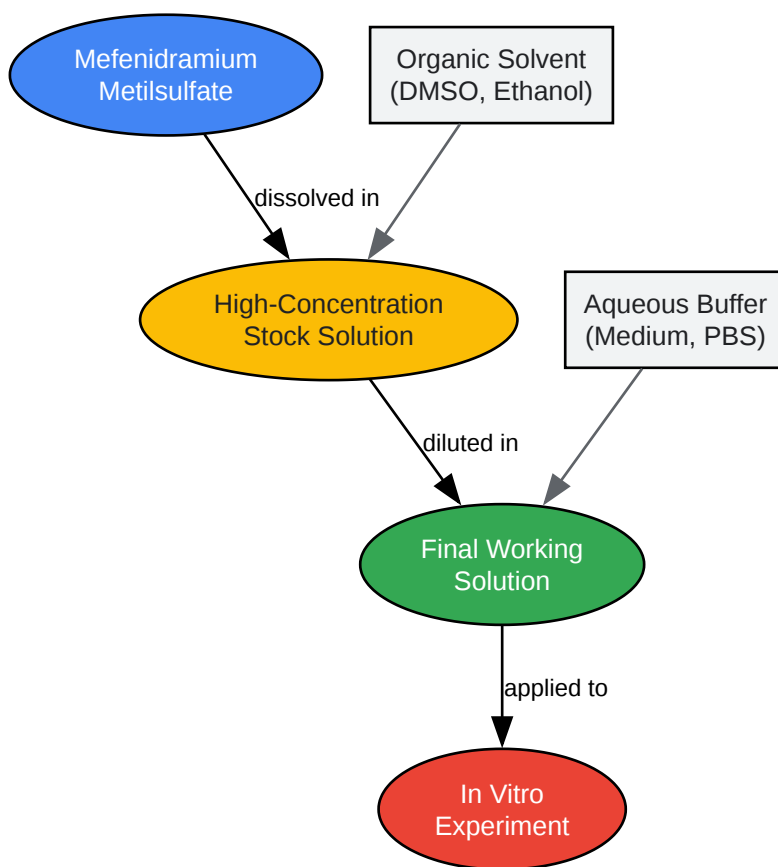 Mefenidramium
Metilsulfate
Organic Solvent
(DMSO, Ethanol)
dissolved in
High-Concentration
Stock Solution
Aqueous Buffer
(Medium, PBS)
diluted in
Final Working
Solution
applied to
In Vitro
Experiment